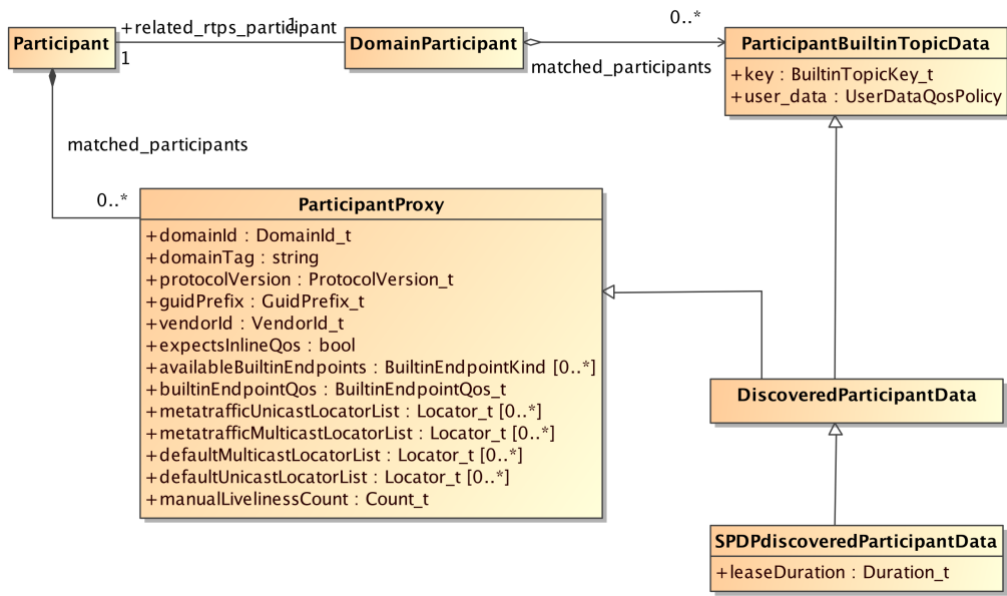 +related_rtps_participant
1
0..*
Participant
DomainParticipant
ParticipantBuiltinTopicData
1
matched_participants
+key : BuiltinTopicKey_t
+user_data : UserDataQosPolicy
matched_participants
0..*
ParticipantProxy
+domainId : DomainId_t
+domainTag : string
+protocolVersion : ProtocolVersion_t
+guidPrefix : GuidPrefix_t
+vendorId : VendorId_t
+expectsInlineQos : bool
+availableBuiltinEndpoints : BuiltinEndpointKind [0..*]
+builtinEndpointQos : BuiltinEndpointQos_t
+metatrafficUnicastLocatorList : Locator_t [0..*]
+metatrafficMulticastLocatorList : Locator_t [0..*]
+defaultMulticastLocatorList : Locator_t [0..*]
+defaultUnicastLocatorList : Locator_t [0..*]
+manualLivelinessCount : Count_t
DiscoveredParticipantData
SPDPdiscoveredParticipantData
+leaseDuration : Duration_t